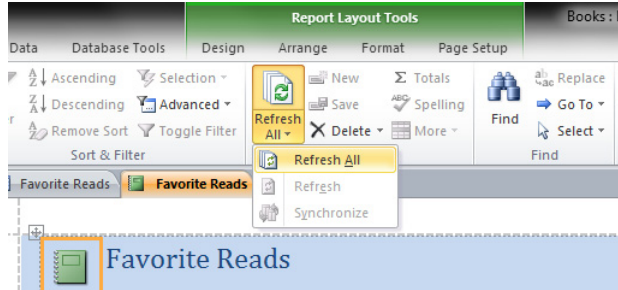 Report Layout Tools Books :
Data Database Tools Design Arrange Format Page Setup
Ascending Selection New Totals Replace
Descending Advanced Save Spelling Go To
Remove Sort Toggle Filter Refresh All Delete More Find Select
Sort & Filter Find
Refresh All
Favorite Reads Favorite Reads
Refresh
Synchronize
Favorite Reads